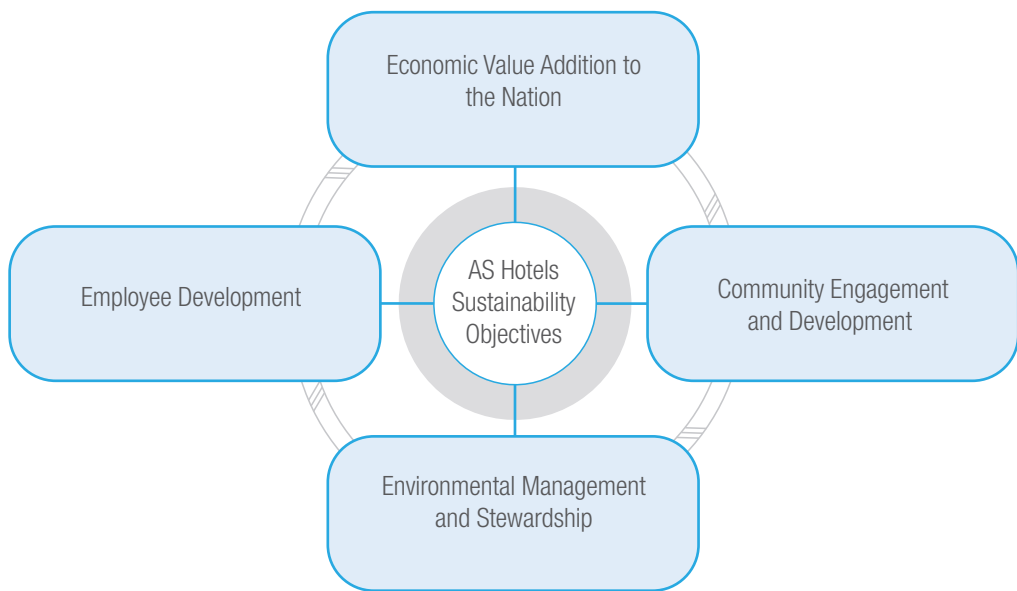 Economic Value Addition to
the Nation
Employee Development
AS Hotels
Sustainability
Objectives
Community Engagement
and Development
Environmental Management
and Stewardship